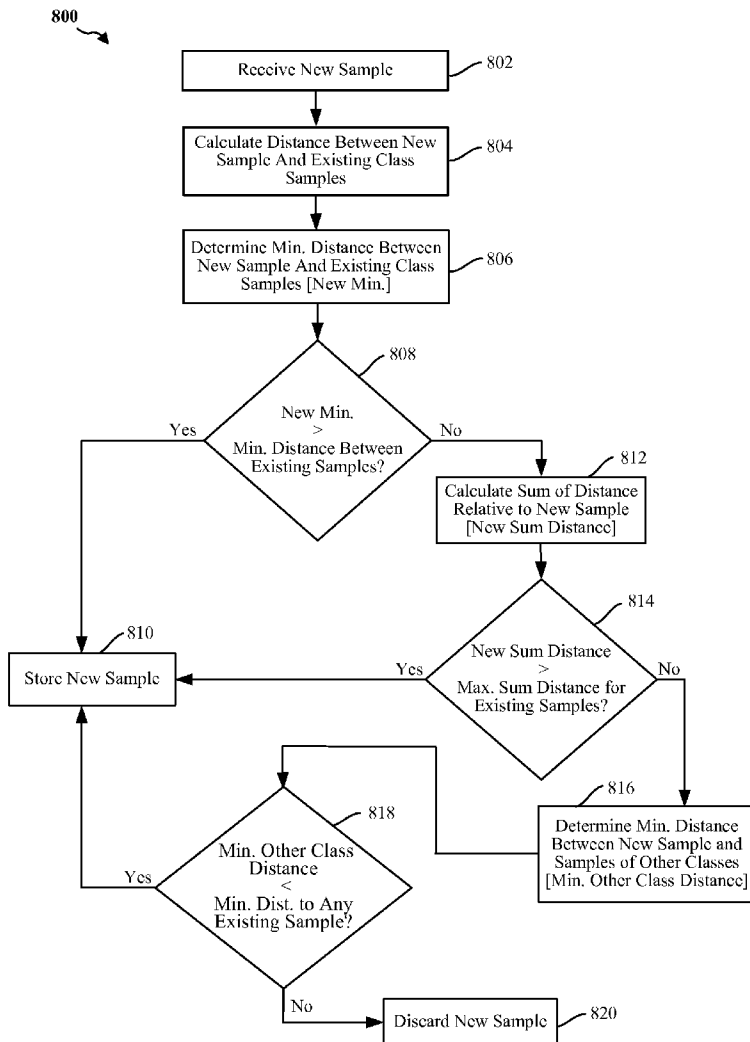 800
Receive New Sample
802
Calculate Distance Between New
Sample And Existing Class
Samples
804
Determine Min. Distance Between
New Sample And Existing Class
Samples [New Min.]
806
808
New Min.
>
Min. Distance Between
Existing Samples?
Yes
No
812
Calculate Sum of Distance
Relative to New Sample
[New Sum Distance]
814
New Sum Distance
>
Max. Sum Distance for
Existing Samples?
Yes
No
810
Store New Sample
816
Determine Min. Distance
Between New Sample and
Samples of Other Classes
[Min. Other Class Distance]
818
Min. Other Class
Distance
<
Min. Dist. to Any
Existing Sample?
Yes
No
Discard New Sample
820